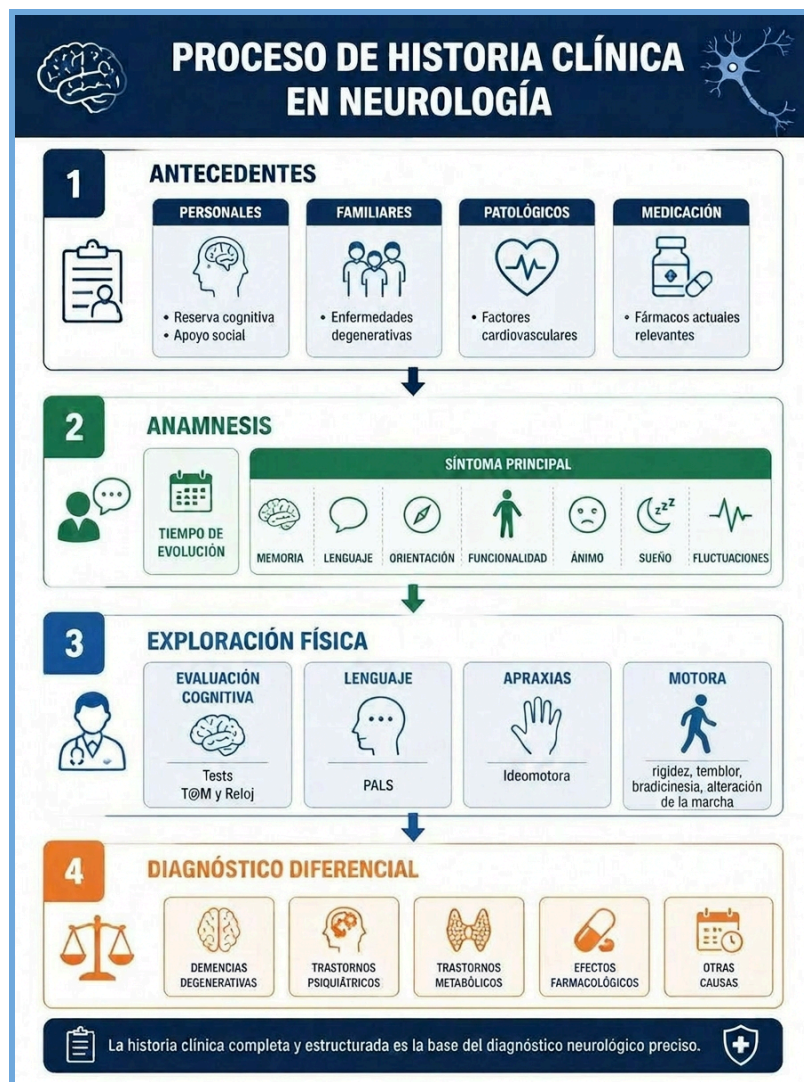 PROCESO DE HISTORIA CLÍNICA
EN NEUROLOGÍA
1
ANTECEDENTES
PERSONALES
• Reserva cognitiva
• Apoyo social
FAMILIARES
• Enfermedades
degenerativas
PATOLÓGICOS
• Factores
cardiovasculares
MEDICACIÓN
• Fármacos actuales
relevantes
2
ANAMNESIS
TIEMPO DE
EVOLUCIÓN
SÍNTOMA PRINCIPAL
MEMORIA
LENGUAJE
ORIENTACIÓN
FUNCIONALIDAD
ÁNIMO
zzZ
SUEÑO
FLUCTUACIONES
3
EXPLORACIÓN FÍSICA
EVALUACIÓN
COGNITIVA
Tests
T@M y Reloj
LENGUAJE
PALS
APRAXIAS
Ideomotora
MOTORA
rigidez, temblor,
bradicinesia, alteración
de la marcha
4
DIAGNÓSTICO DIFERENCIAL
DEMENCIAS
DEGENERATIVAS
TRASTORNOS
PSIQUIÁTRICOS
TRASTORNOS
METABÓLICOS
EFECTOS
FARMACOLÓGICOS
OTRAS
CAUSAS
La historia clínica completa y estructurada es la base del diagnóstico neurológico preciso.